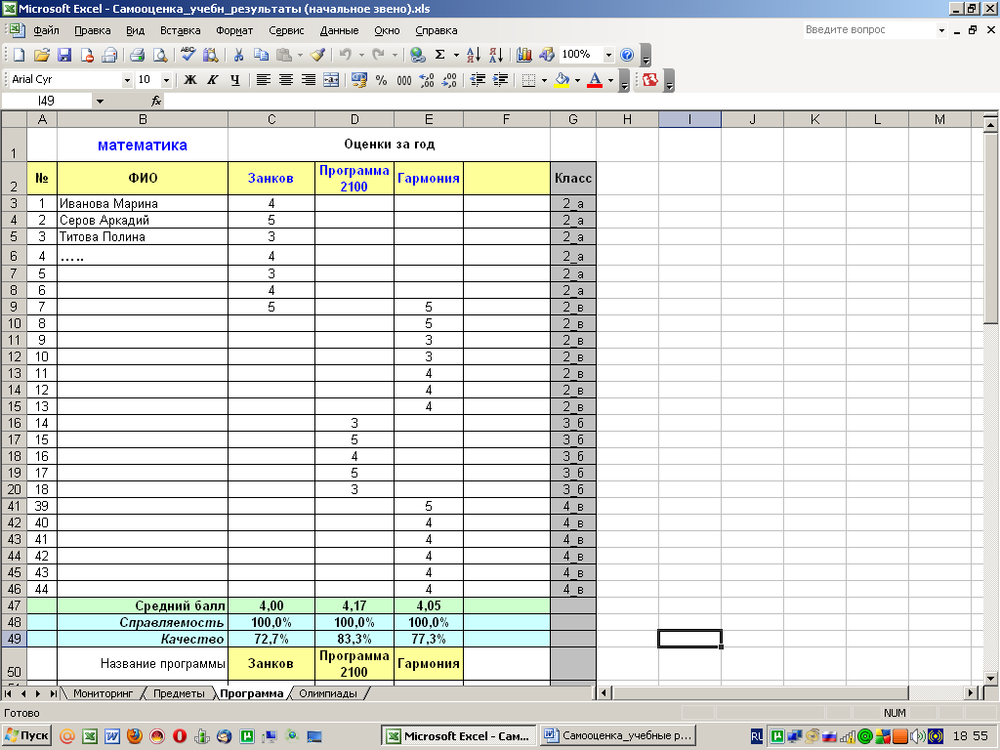 Microsoft Excel - Самооценка_учебн_результаты (начальное звено).xls
Файл Правка Вид Вставка Формат Сервис Данные Окно Справка Введите вопрос
100%
Arial Cyr 10 Ж К Ч % 000
I49 fx
A B C D E F G H I J K L M
1 математика Оценки за год
2 № ФИО Занков Программа 2100 Гармония Класс
3 1 Иванова Марина 4 2_а
4 2 Серов Аркадий 5 2_а
5 3 Титова Полина 3 2_а
6 4 ..... 4 2_а
7 5 3 2_а
8 6 4 2_а
9 7 5 5 2_в
10 8 5 2_в
11 9 3 2_в
12 10 3 2_в
13 11 4 2_в
14 12 4 2_в
15 13 4 2_в
16 14 3 3_б
17 15 5 3_б
18 16 4 3_б
19 17 5 3_б
20 18 3 3_б
41 39 5 4_в
42 40 4 4_в
43 41 4 4_в
44 42 4 4_в
45 43 4 4_в
46 44 4 4_в
47 Средний балл 4,00 4,17 4,05
48 Справляемость 100,0% 100,0% 100,0%
49 Качество 72,7% 83,3% 77,3%
50 Название программы Занков Программа 2100 Гармония
Мониторинг Предметы Программа Олимпиады
Готово NUM
Пуск Microsoft Excel - Сам... Самооценка_учебные р... RL 18 55